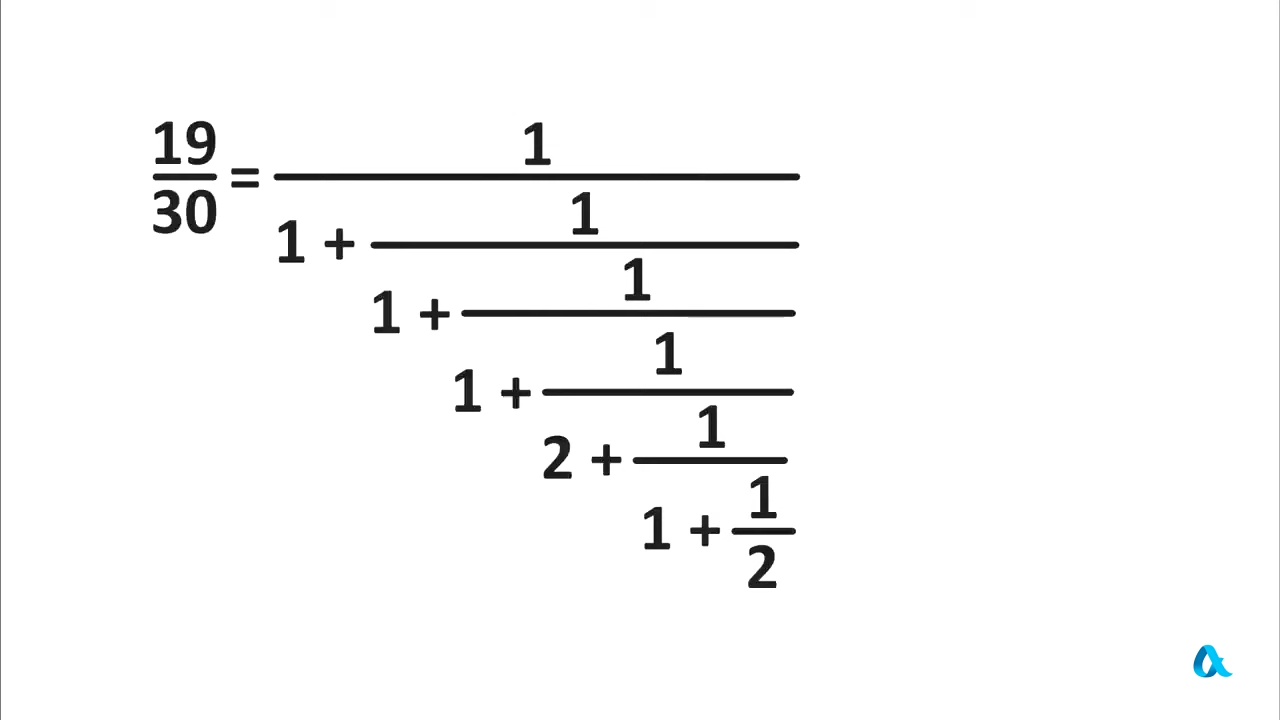 19/30 = 1
1 + 1
1 + 1
1 + 1
2 + 1
1 + 1/2